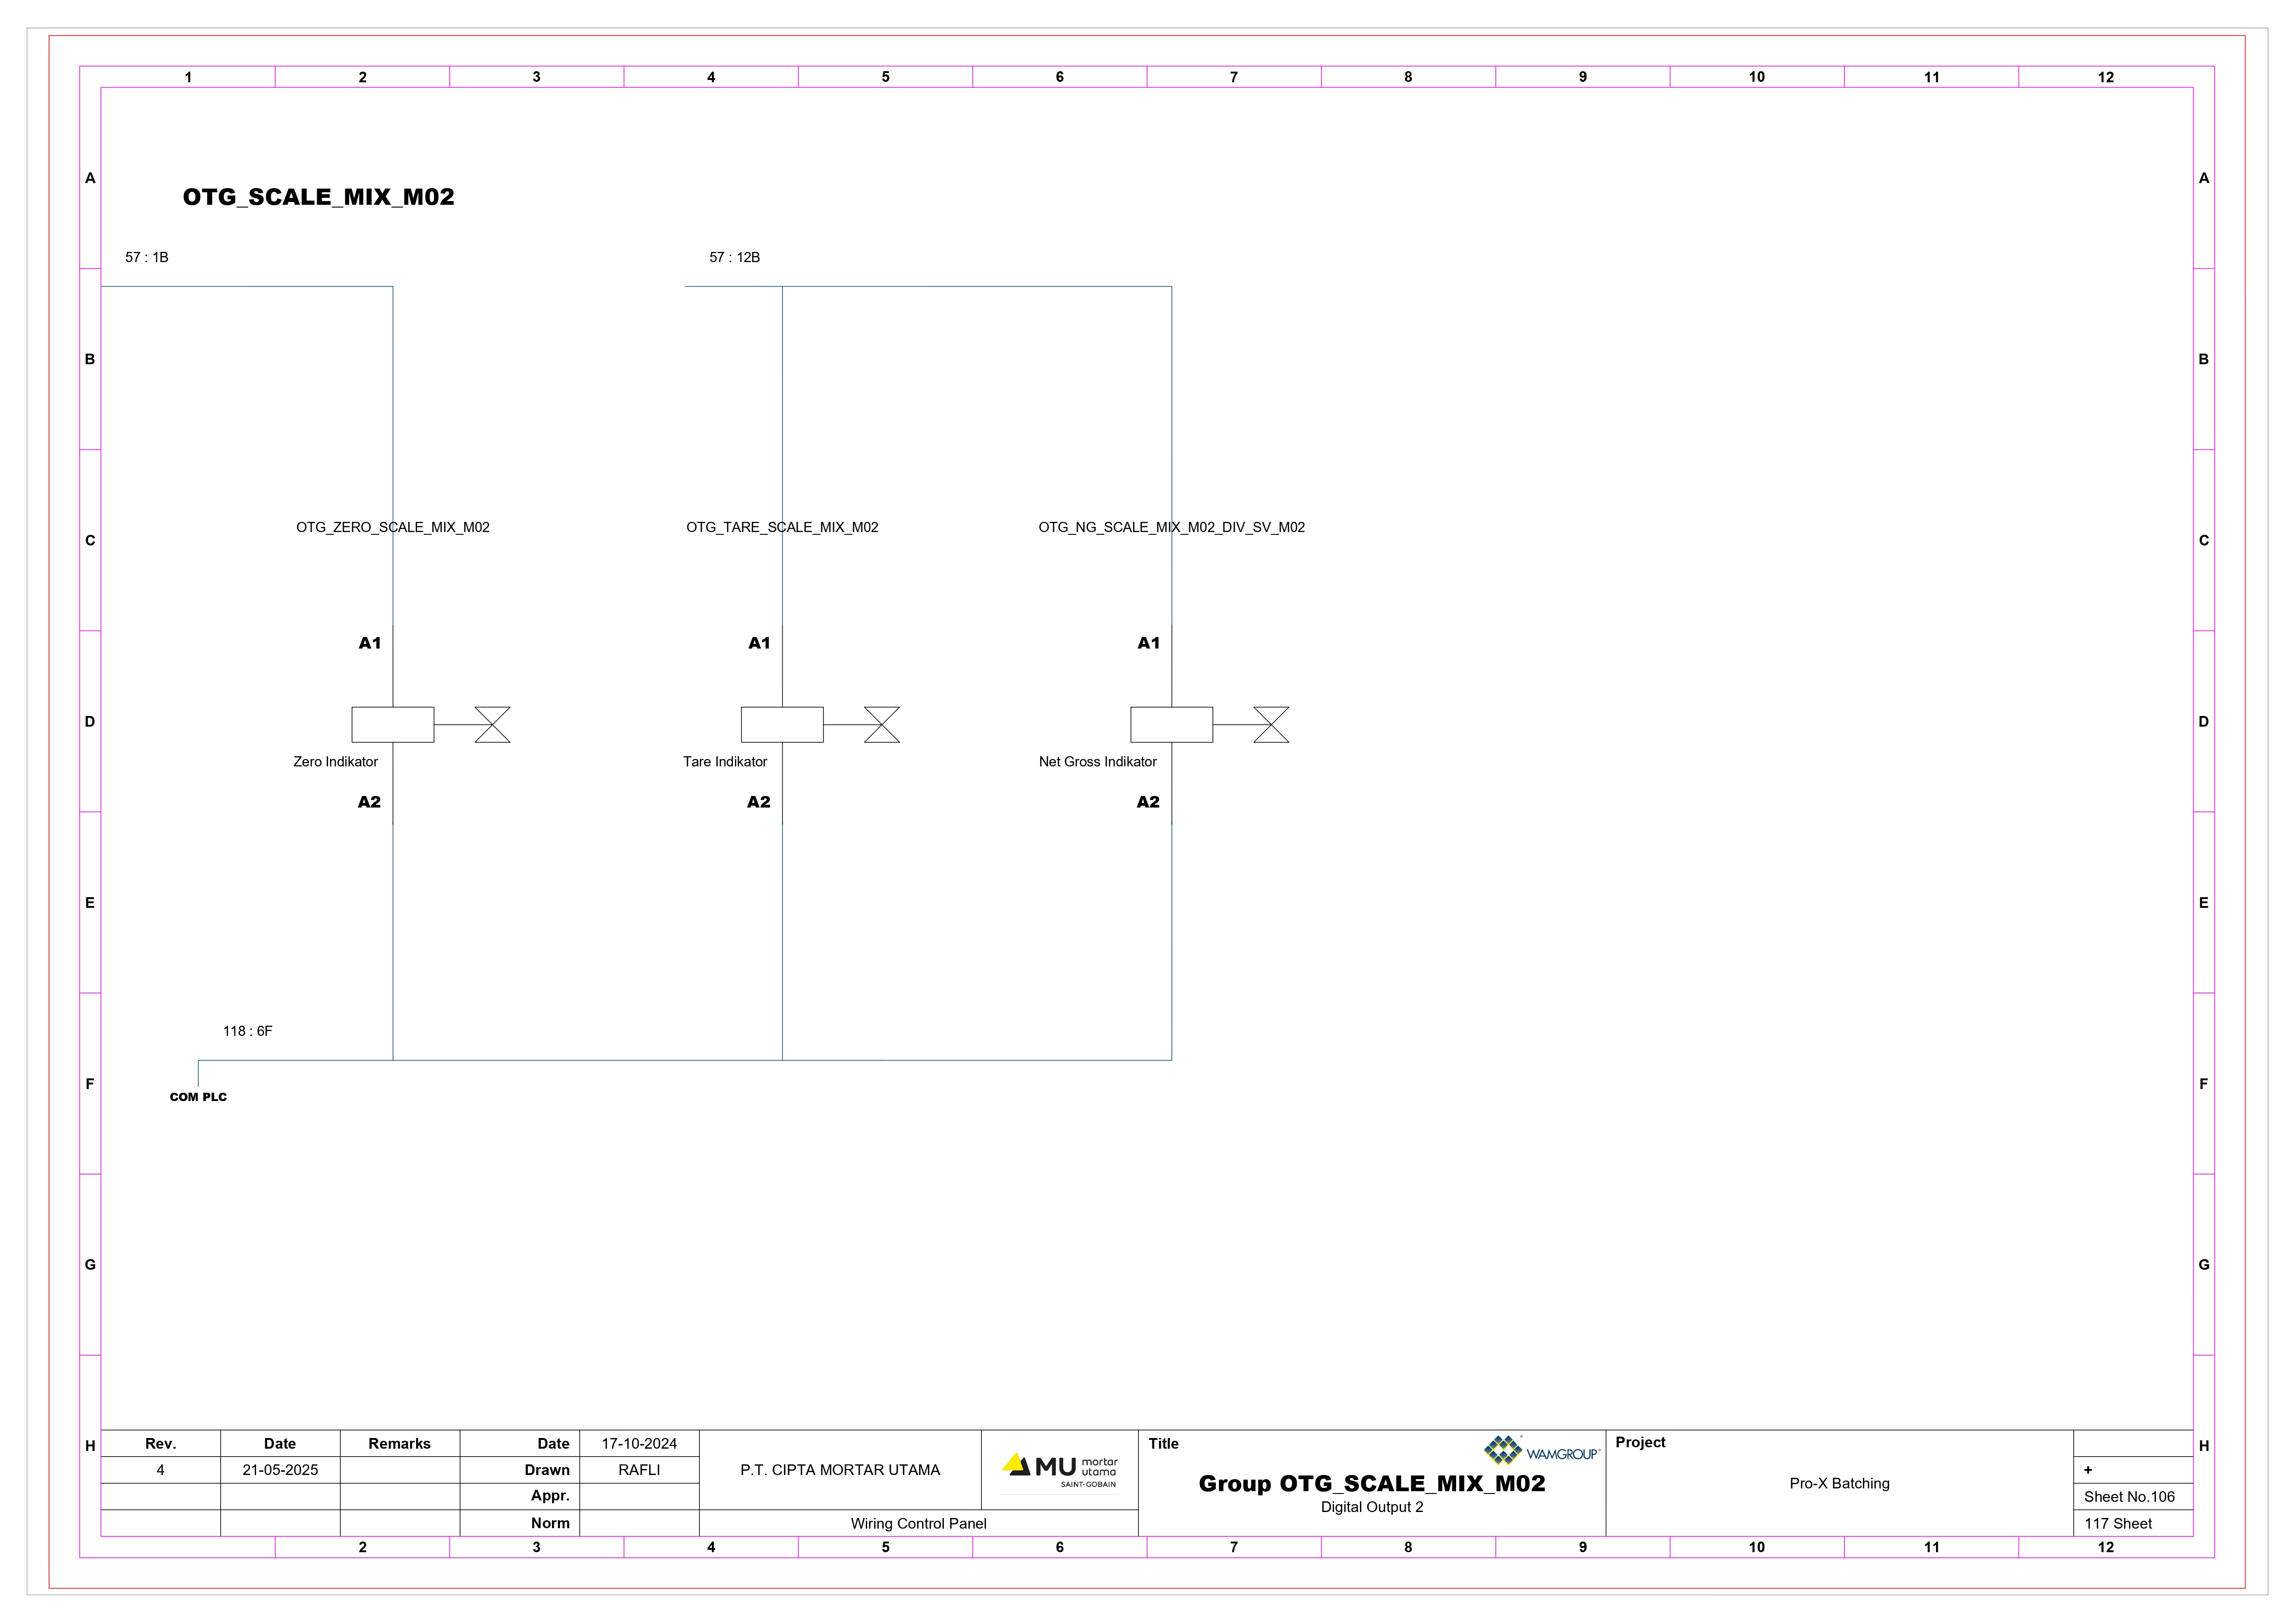 1 2 3 4 5 6 7 8 9 10 11 12
A A
OTG_SCALE_MIX_M02
57 : 1B 57 : 12B
B B
OTG_ZERO_SCALE_MIX_M02 OTG_TARE_SCALE_MIX_M02 OTG_NG_SCALE_MIX_M02_DIV_SV_M02
C C
A1 A1 A1
D D
Zero Indikator Tare Indikator Net Gross Indikator
A2 A2 A2
E E
118 : 6F
F F
COM PLC
G G
H H
Rev. Date Remarks Date 17-10-2024
4 21-05-2025 Drawn RAFLI
Appr.
Norm
P.T. CIPTA MORTAR UTAMA
MU mortar
utama
SAINT-GOBAIN
Wiring Control Panel
Title
WAMGROUP®
Group OTG_SCALE_MIX_M02
Digital Output 2
Project
Pro-X Batching
+
Sheet No.106
117 Sheet
2 3 4 5 6 7 8 9 10 11 12